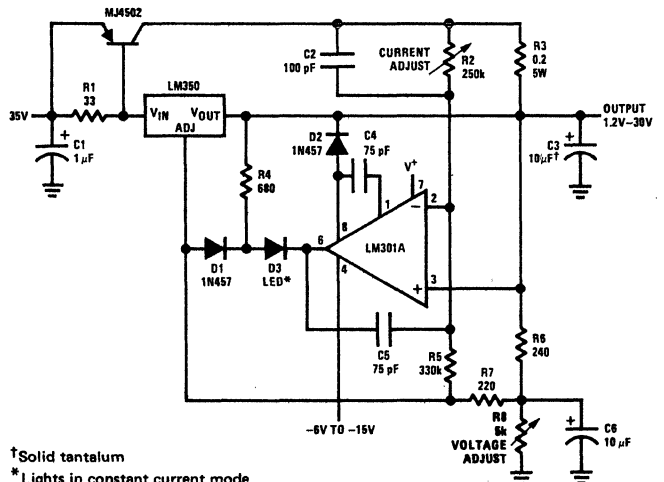 MJ4502
C2
100 pF
CURRENT
ADJUST
R2
250k
R3
0.2
5W
R1
33
LM350
35V
VIN
VOUT
ADJ
OUTPUT
1.2V–30V
C1
1 μF
+
D2
1N457
C4
75 pF
V+
7
+
C3
10μF†
R4
680
8
1
−
2
6
LM301A
4
+
3
D1
1N457
D3
LED*
C5
75 pF
R5
330k
R6
240
R7
220
−6V TO −15V
R8
5k
VOLTAGE
ADJUST
+
C6
10 μF
†Solid tantalum
*Lights in constant current mode